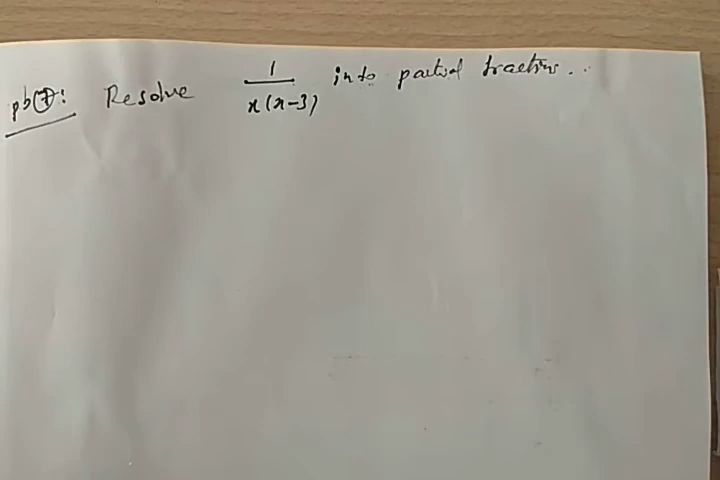 pb(7): Resolve 1/x(x-3) into partial fractions..